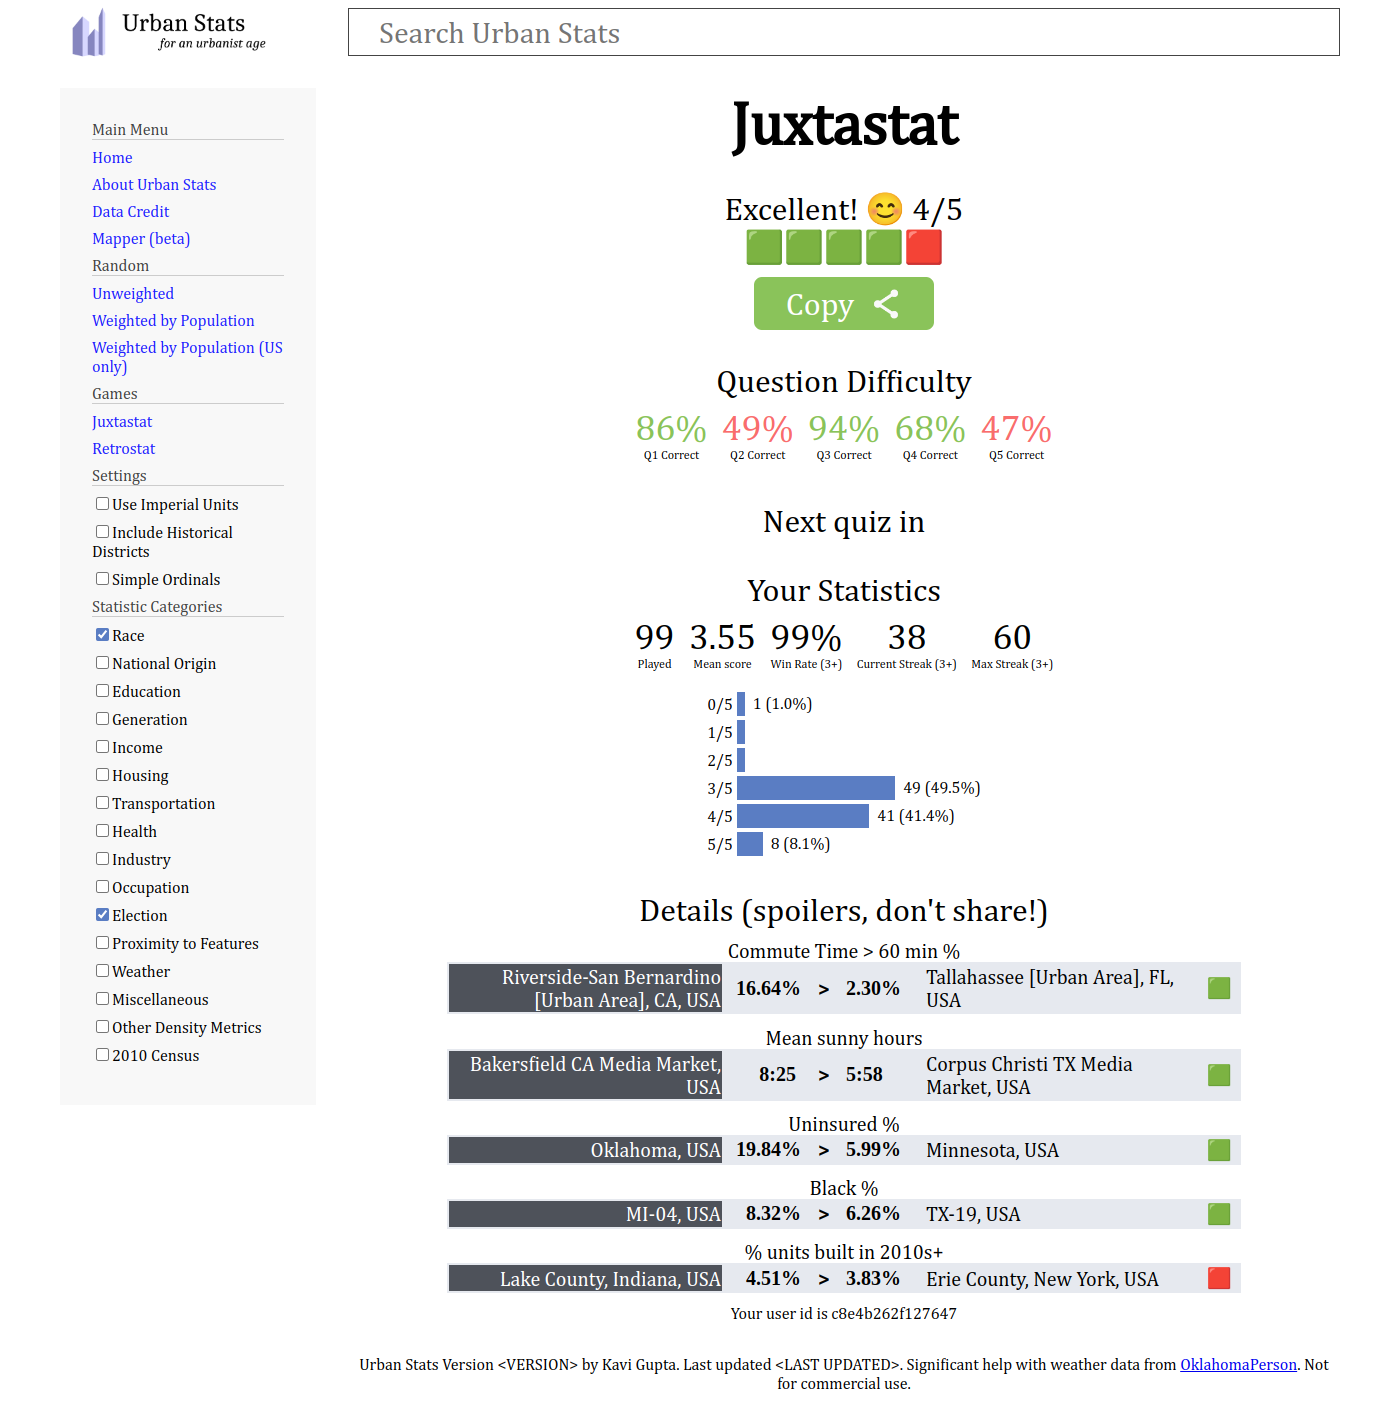 Urban Stats
for an urbanist age
Search Urban Stats
Main Menu
Home
About Urban Stats
Data Credit
Mapper (beta)
Random
Unweighted
Weighted by Population
Weighted by Population (US
only)
Games
Juxtastat
Retrostat
Settings
Use Imperial Units
Include Historical
Districts
Simple Ordinals
Statistic Categories
Race
National Origin
Education
Generation
Income
Housing
Transportation
Health
Industry
Occupation
Election
Proximity to Features
Weather
Miscellaneous
Other Density Metrics
2010 Census
Juxtastat
Excellent! 😊 4/5
🟩🟩🟩🟩🟥
Copy
Question Difficulty
86% 49% 94% 68% 47%
Q1 Correct Q2 Correct Q3 Correct Q4 Correct Q5 Correct
Next quiz in
Your Statistics
99 3.55 99% 38 60
Played Mean score Win Rate (3+) Current Streak (3+) Max Streak (3+)
0/5 1 (1.0%)
1/5
2/5
3/5 49 (49.5%)
4/5 41 (41.4%)
5/5 8 (8.1%)
Details (spoilers, don't share!)
Commute Time > 60 min %
Riverside-San Bernardino
[Urban Area], CA, USA
16.64% > 2.30%
Tallahassee [Urban Area], FL,
USA
🟩
Mean sunny hours
Bakersfield CA Media Market,
USA
8:25 > 5:58
Corpus Christi TX Media
Market, USA
🟩
Uninsured %
Oklahoma, USA 19.84% > 5.99% Minnesota, USA 🟩
Black %
MI-04, USA 8.32% > 6.26% TX-19, USA 🟩
% units built in 2010s+
Lake County, Indiana, USA 4.51% > 3.83% Erie County, New York, USA 🟥
Your user id is c8e4b262f127647
Urban Stats Version <VERSION> by Kavi Gupta. Last updated <LAST UPDATED>. Significant help with weather data from OklahomaPerson. Not
for commercial use.